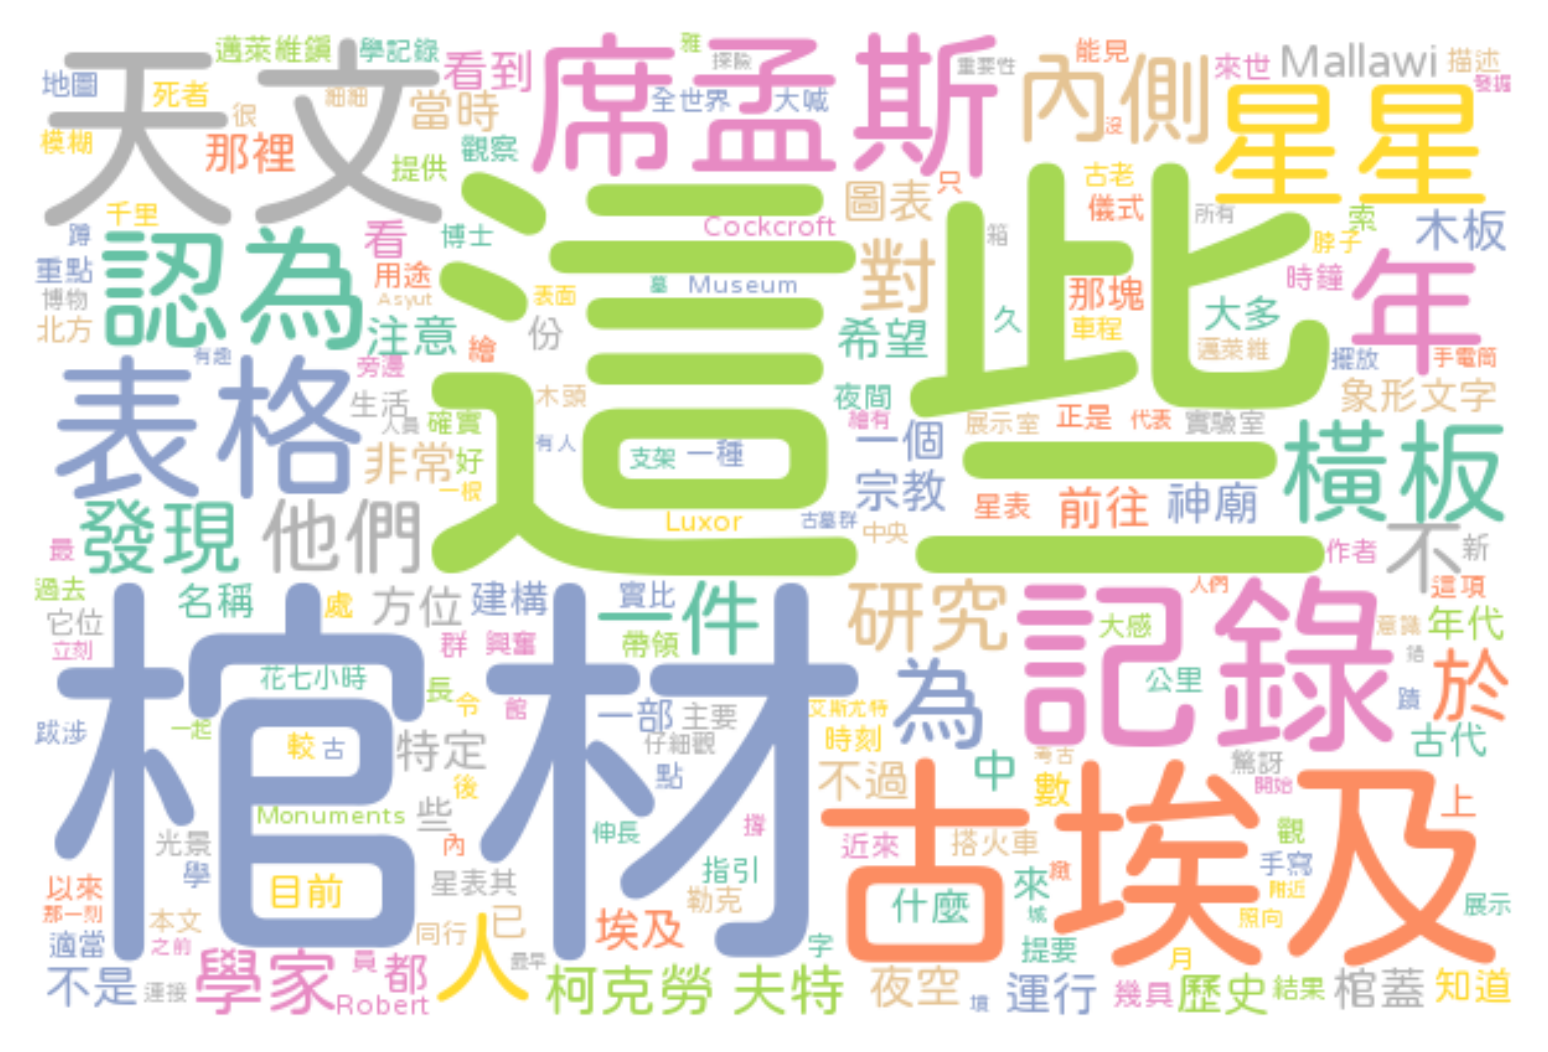 天文
邁萊維鎮
學記錄
看到
席孟斯
雅
探險
重要性
內側
能見
來世
Mallawi
描述
發掘
地圖
死者
很
細細
當時
全世界
大喊
沒
星星
模糊
那裡
提供
觀察
千里
蹲
認為
看
博士
Cockcroft
圖表
只
古老
儀式
所有
索
脖子
木板
重點
博物
北方
用途
Asyut
注意
繪
這些
墓
Museum
表面
份
對
希望
箱
久
那塊
車程
大多
邁萊維
時鐘
年
擺放
手電筒
有趣
旁邊
表格
生活
人員
確實
木頭
夜間
繪有
一個
展示室
正是
代表
實驗室
象形文字
非常
好
一根
有人
支架
一種
宗教
星表
前往
神廟
橫板
發現
他們
最
Luxor
古墓群
中央
作者
不
新
過去
它位
立刻
名稱
處
方位
建構
實比
一件
研究
人們
這項
記錄
大感
意識
年代
群
興奮
帶領
棺材
花七小時
長
令
館
一部
主要
艾斯尤特
為
公里
蹟
於
跋涉
一起
較
古
特定
仔細觀
時刻
古代
點
不過
中
考古
數
驚訝
開始
Monuments
些
後
伸長
撐
古埃及
上
光景
學
內
近來
搭火車
觀
手寫
以來
目前
星表其
指引
勒克
什麼
來
緻
附近
那一刻
本文
同行
已
埃及
城
照向
展示
適當
之前
人
最早
字
提要
月
不是
連接
學家
員
都
Robert
柯克勞
夫特
夜空
墳
運行
幾具
歷史
結果
棺蓋
知道